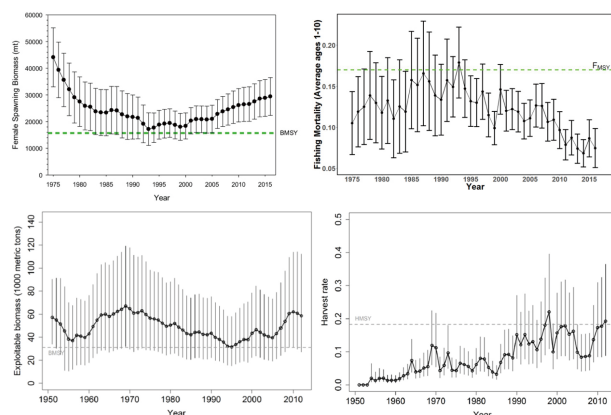 Female Spawning Biomass (mt)
60000
50000
40000
30000
20000
10000
0
BMSY
1975 1980 1985 1990 1995 2000 2005 2010 2015
Year
Fishing Mortality (Average ages 1-10)
0.20
0.15
0.10
0.05
FMSY
1975 1980 1985 1990 1995 2000 2005 2010 2015
Year
Exploitable biomass (1000 metric tons)
0 20 40 60 80 100 120 140
BMSY
1950 1960 1970 1980 1990 2000 2010
Year
Harvest rate
0.0 0.1 0.2 0.3 0.4 0.5
HMSY
1950 1960 1970 1980 1990 2000 2010
Year